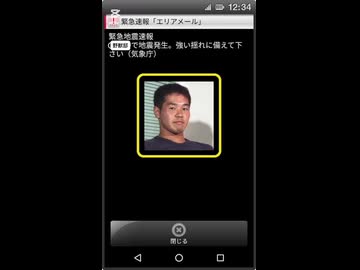 12:34
緊急速報「エリアメール」
緊急地震速報
野獣邸で地震発生。強い揺れに備えて下
さい（気象庁）
閉じる